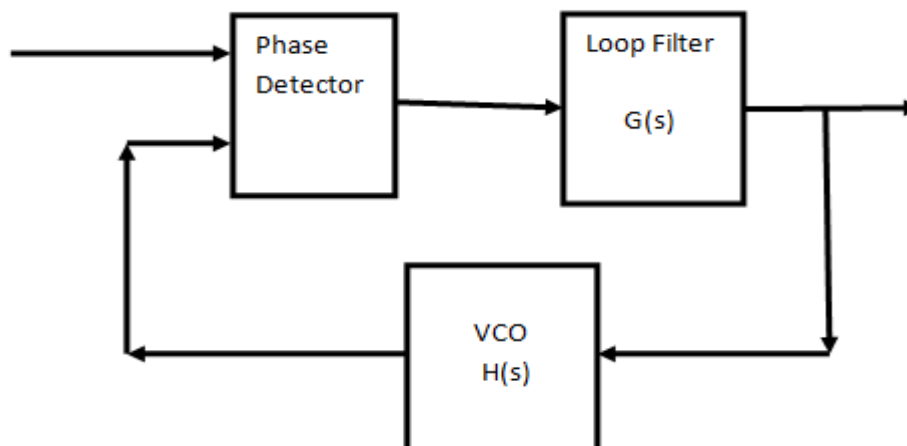 Phase
Detector
Loop Filter
G(s)
VCO
H(s)